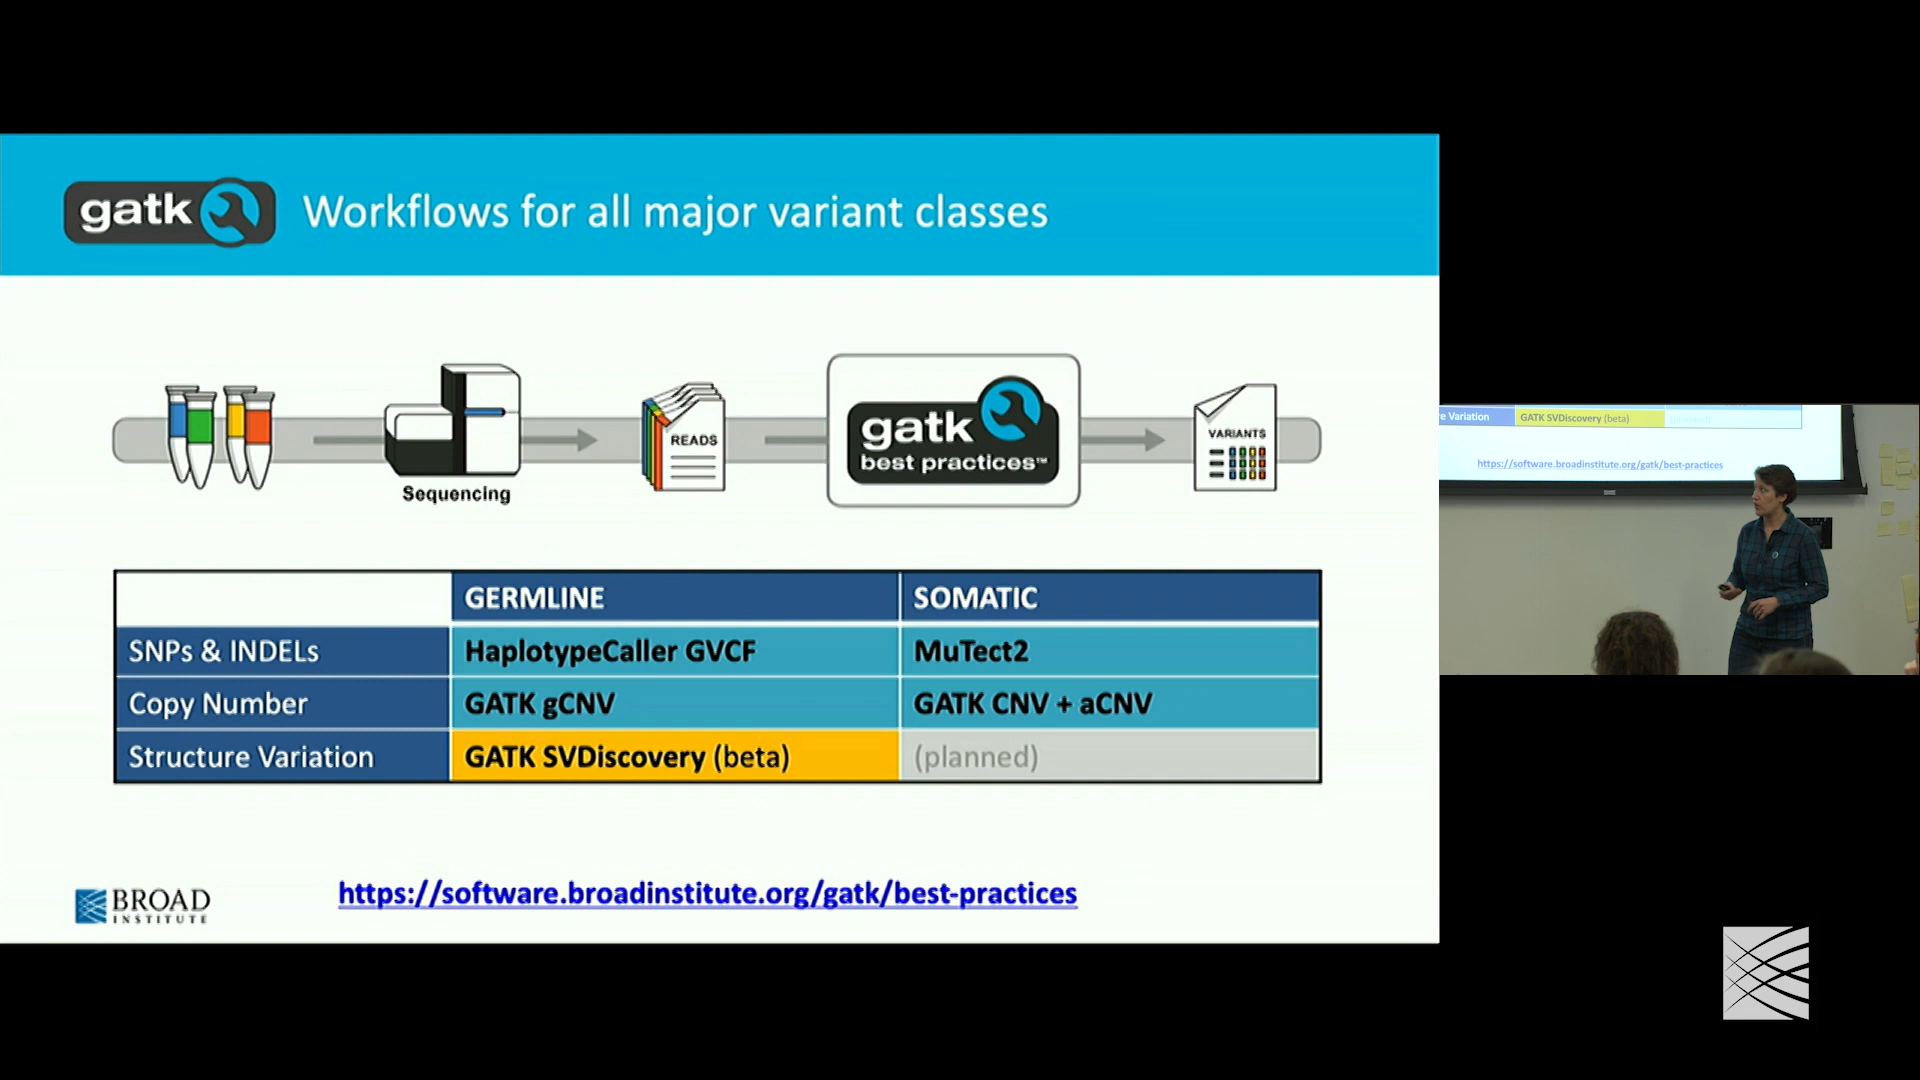 gatk Workflows for all major variant classes
READS
gatk
best practices™
VARIANTS
Sequencing
GERMLINE SOMATIC
SNPs & INDELs HaplotypeCaller GVCF MuTect2
Copy Number GATK gCNV GATK CNV + aCNV
Structure Variation GATK SVDiscovery (beta) (planned)
BROAD
INSTITUTE
https://software.broadinstitute.org/gatk/best-practices
re Variation GATK SVDiscovery (beta) (planned)
https://software.broadinstitute.org/gatk/best-practices